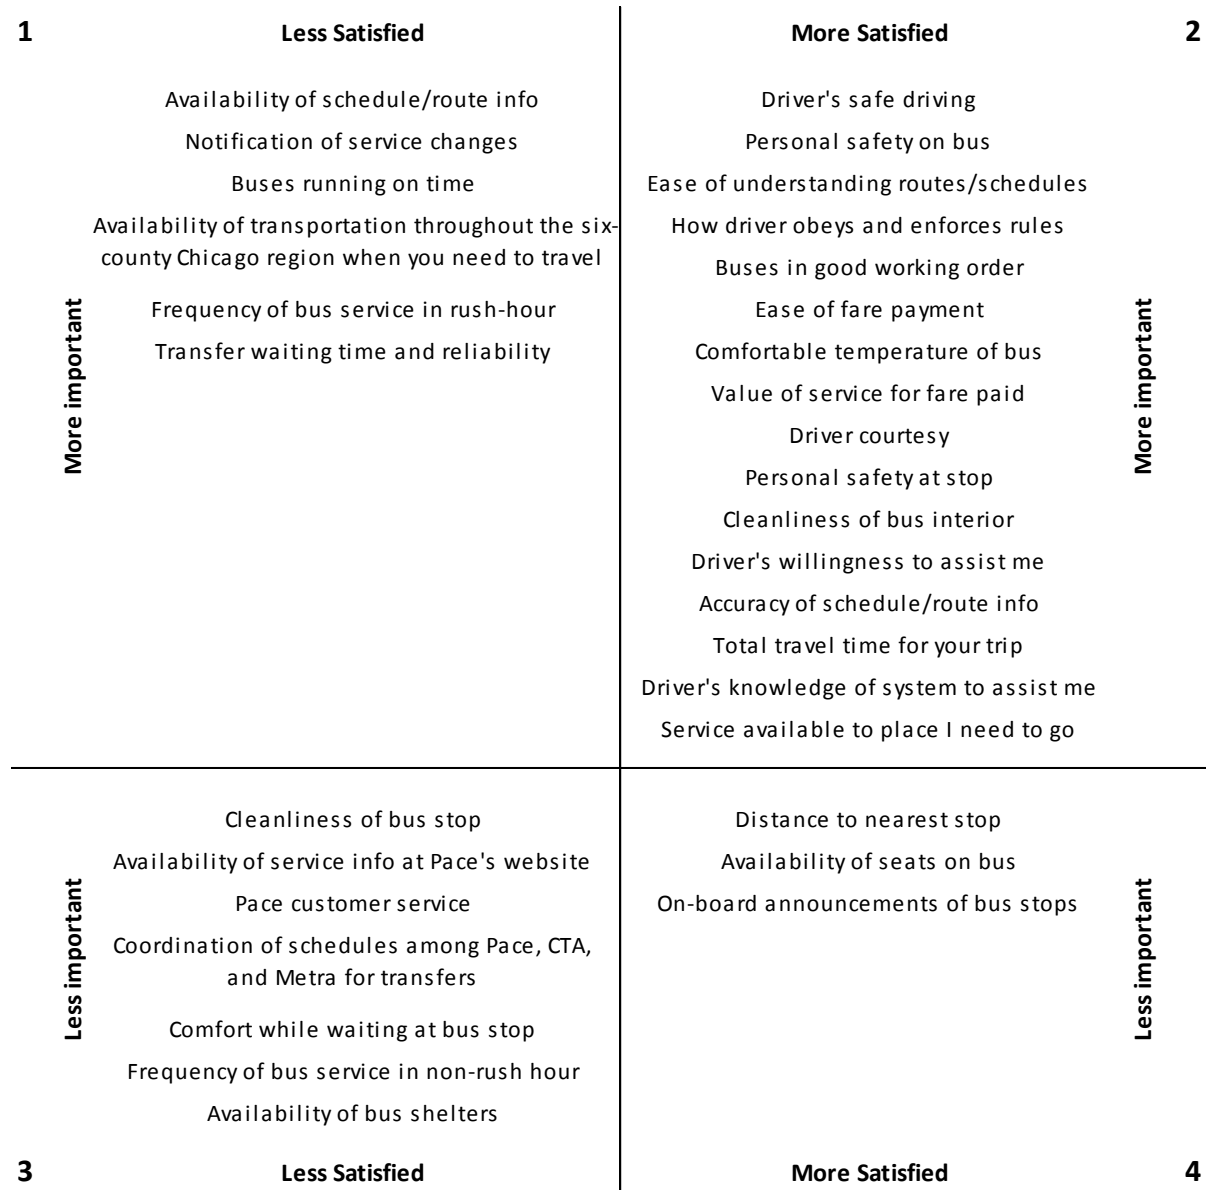 1
Less Satisfied
More Satisfied
2
Availability of schedule/route info
Notification of service changes
Buses running on time
Availability of transportation throughout the six-
county Chicago region when you need to travel
Frequency of bus service in rush-hour
Transfer waiting time and reliability
More important
Driver's safe driving
Personal safety on bus
Ease of understanding routes/schedules
How driver obeys and enforces rules
Buses in good working order
Ease of fare payment
Comfortable temperature of bus
Value of service for fare paid
Driver courtesy
Personal safety at stop
Cleanliness of bus interior
Driver's willingness to assist me
Accuracy of schedule/route info
Total travel time for your trip
Driver's knowledge of system to assist me
Service available to place I need to go
More important
Cleanliness of bus stop
Availability of service info at Pace's website
Pace customer service
Coordination of schedules among Pace, CTA,
and Metra for transfers
Comfort while waiting at bus stop
Frequency of bus service in non-rush hour
Availability of bus shelters
Less important
Distance to nearest stop
Availability of seats on bus
On-board announcements of bus stops
Less important
3
Less Satisfied
More Satisfied
4